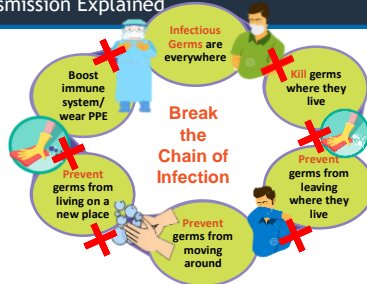 smission Explained
Infectious
Germs are
everywhere
Kill germs
where they
live
Prevent
germs from
leaving
where they
live
Prevent
germs from
moving
around
Prevent
germs from
living on a
new place
Boost
immune
system/
wear PPE
Break
the
Chain of
Infection